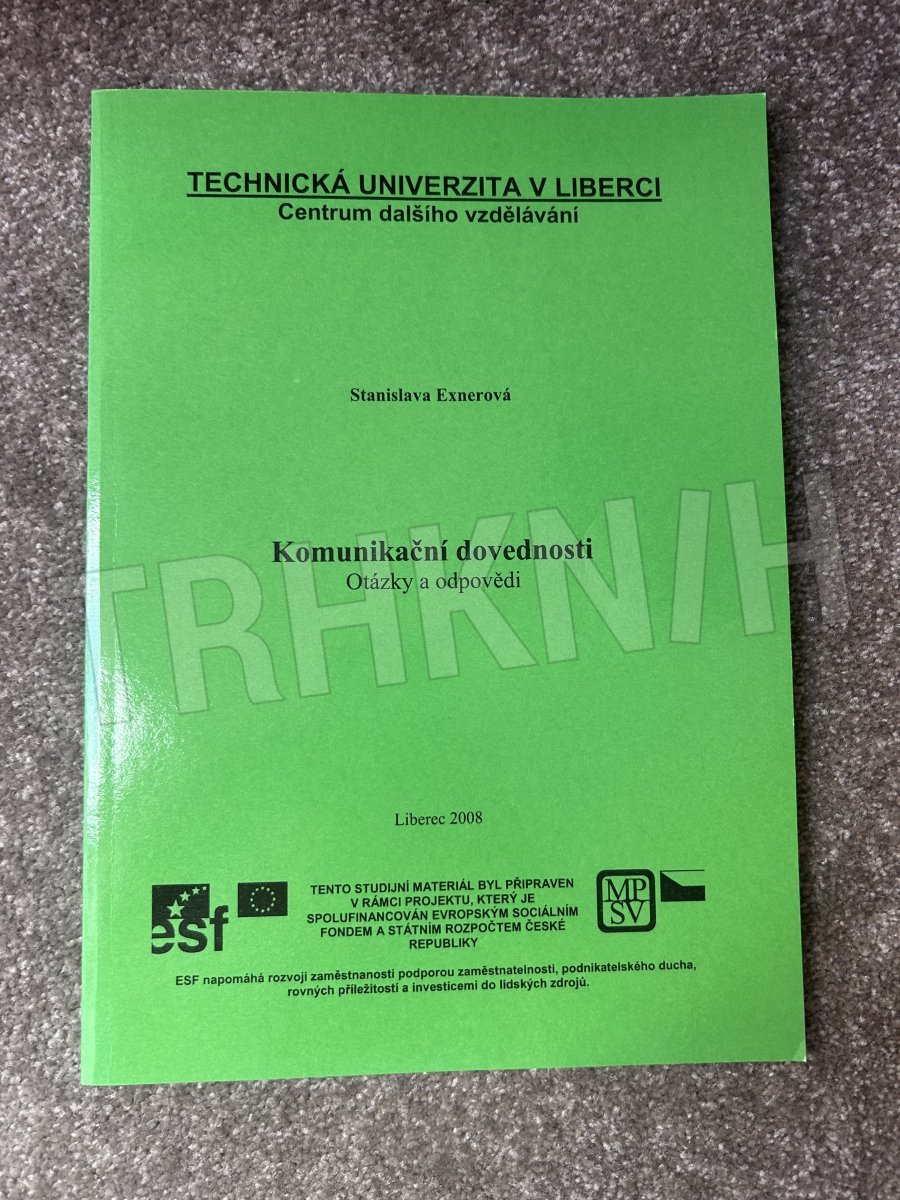 TECHNICKÁ UNIVERZITA V LIBERCI
Centrum dalšího vzdělávání
Stanislava Exnerová
Komunikační dovednosti
Otázky a odpovědi
TRHKNIH
Liberec 2008
esf
TENTO STUDIJNÍ MATERIÁL BYL PŘIPRAVEN
V RÁMCI PROJEKTU, KTERÝ JE
SPOLUFINANCOVÁN EVROPSKÝM SOCIÁLNÍM
FONDEM A STÁTNÍM ROZPOČTEM ČESKÉ
REPUBLIKY
MP
SV
ESF napomáhá rozvoji zaměstnanosti podporou zaměstnatelnosti, podnikatelského ducha,
rovných příležitostí a investicemi do lidských zdrojů.